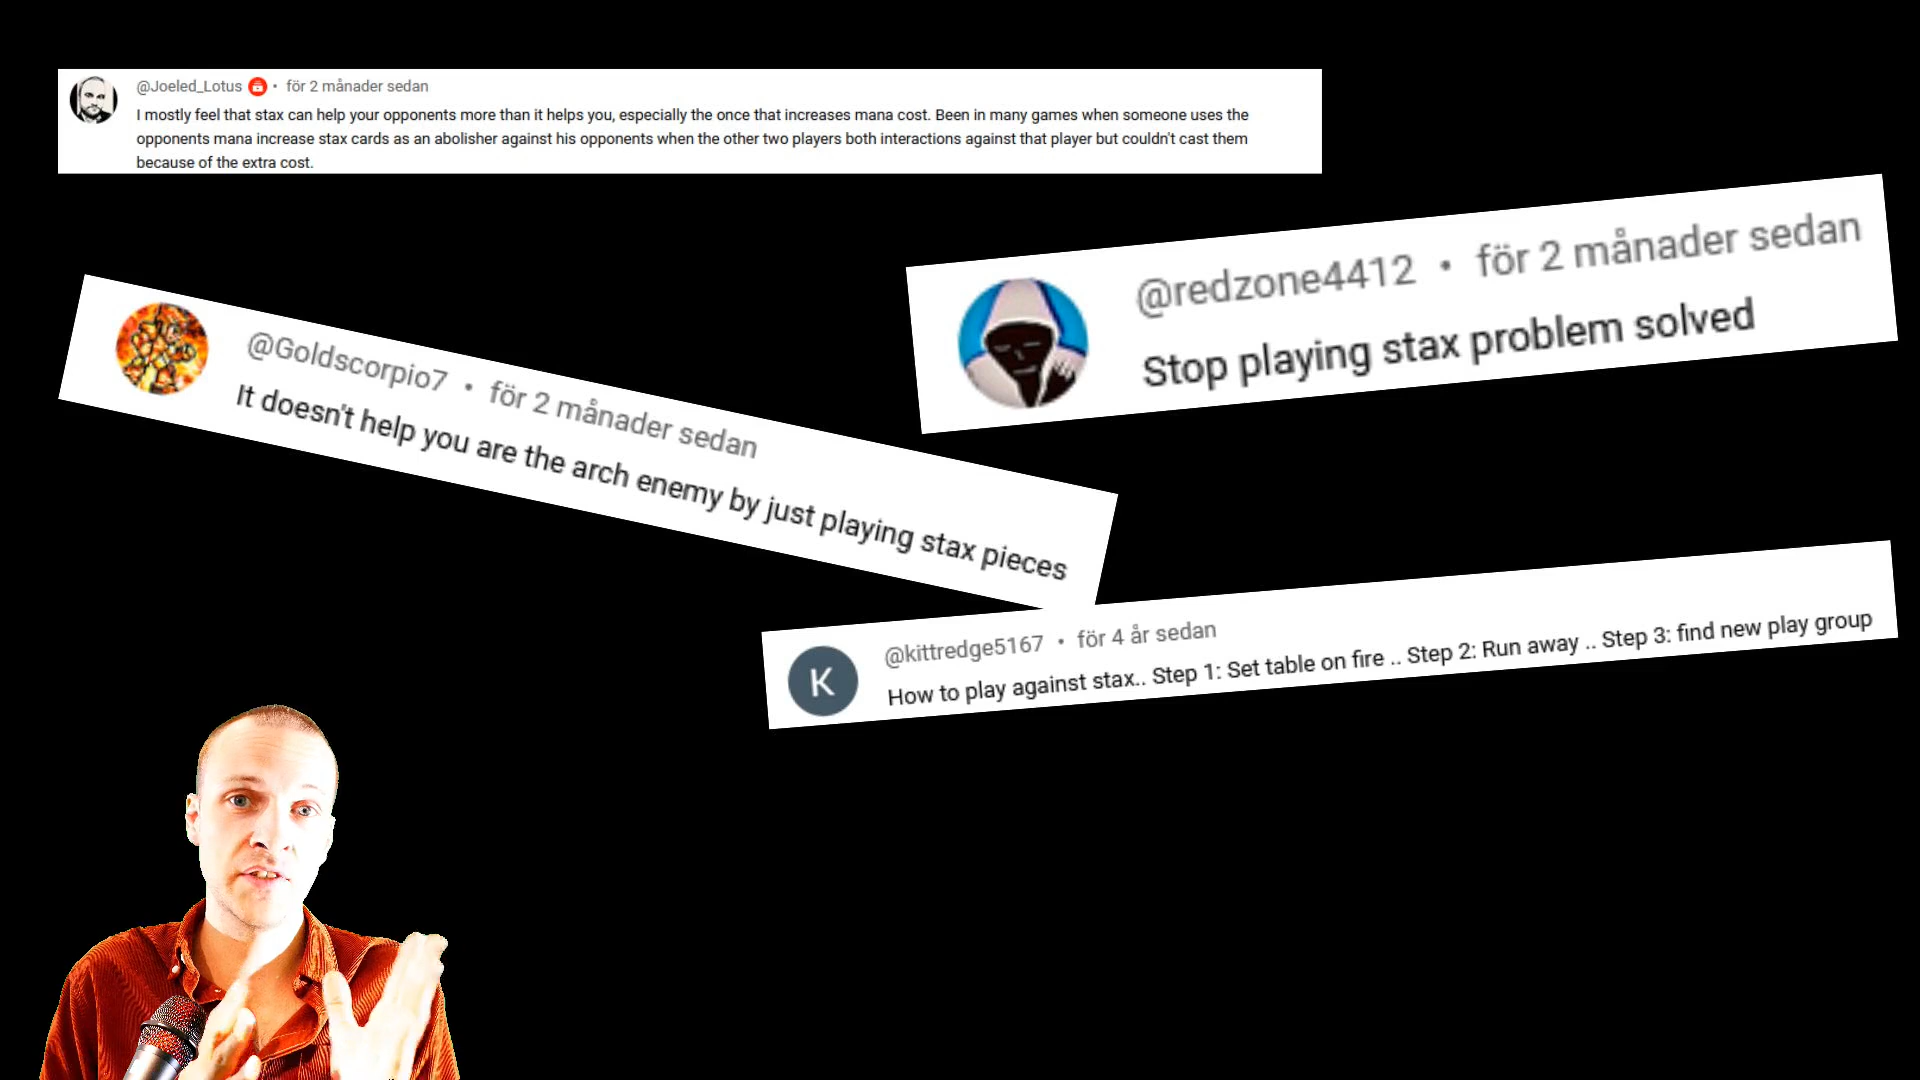 @Joeled_Lotus • för 2 månader sedan
I mostly feel that stax can help your opponents more than it helps you, especially the once that increases mana cost. Been in many games when someone uses the
opponents mana increase stax cards as an abolisher against his opponents when the other two players both interactions against that player but couldn't cast them
because of the extra cost.
@redzone4412 • för 2 månader sedan
Stop playing stax problem solved
@Goldscorpio7 • för 2 månader sedan
It doesn't help you are the arch enemy by just playing stax pieces
K
@kittredge5167 • för 4 år sedan
How to play against stax.. Step 1: Set table on fire .. Step 2: Run away .. Step 3: find new play group